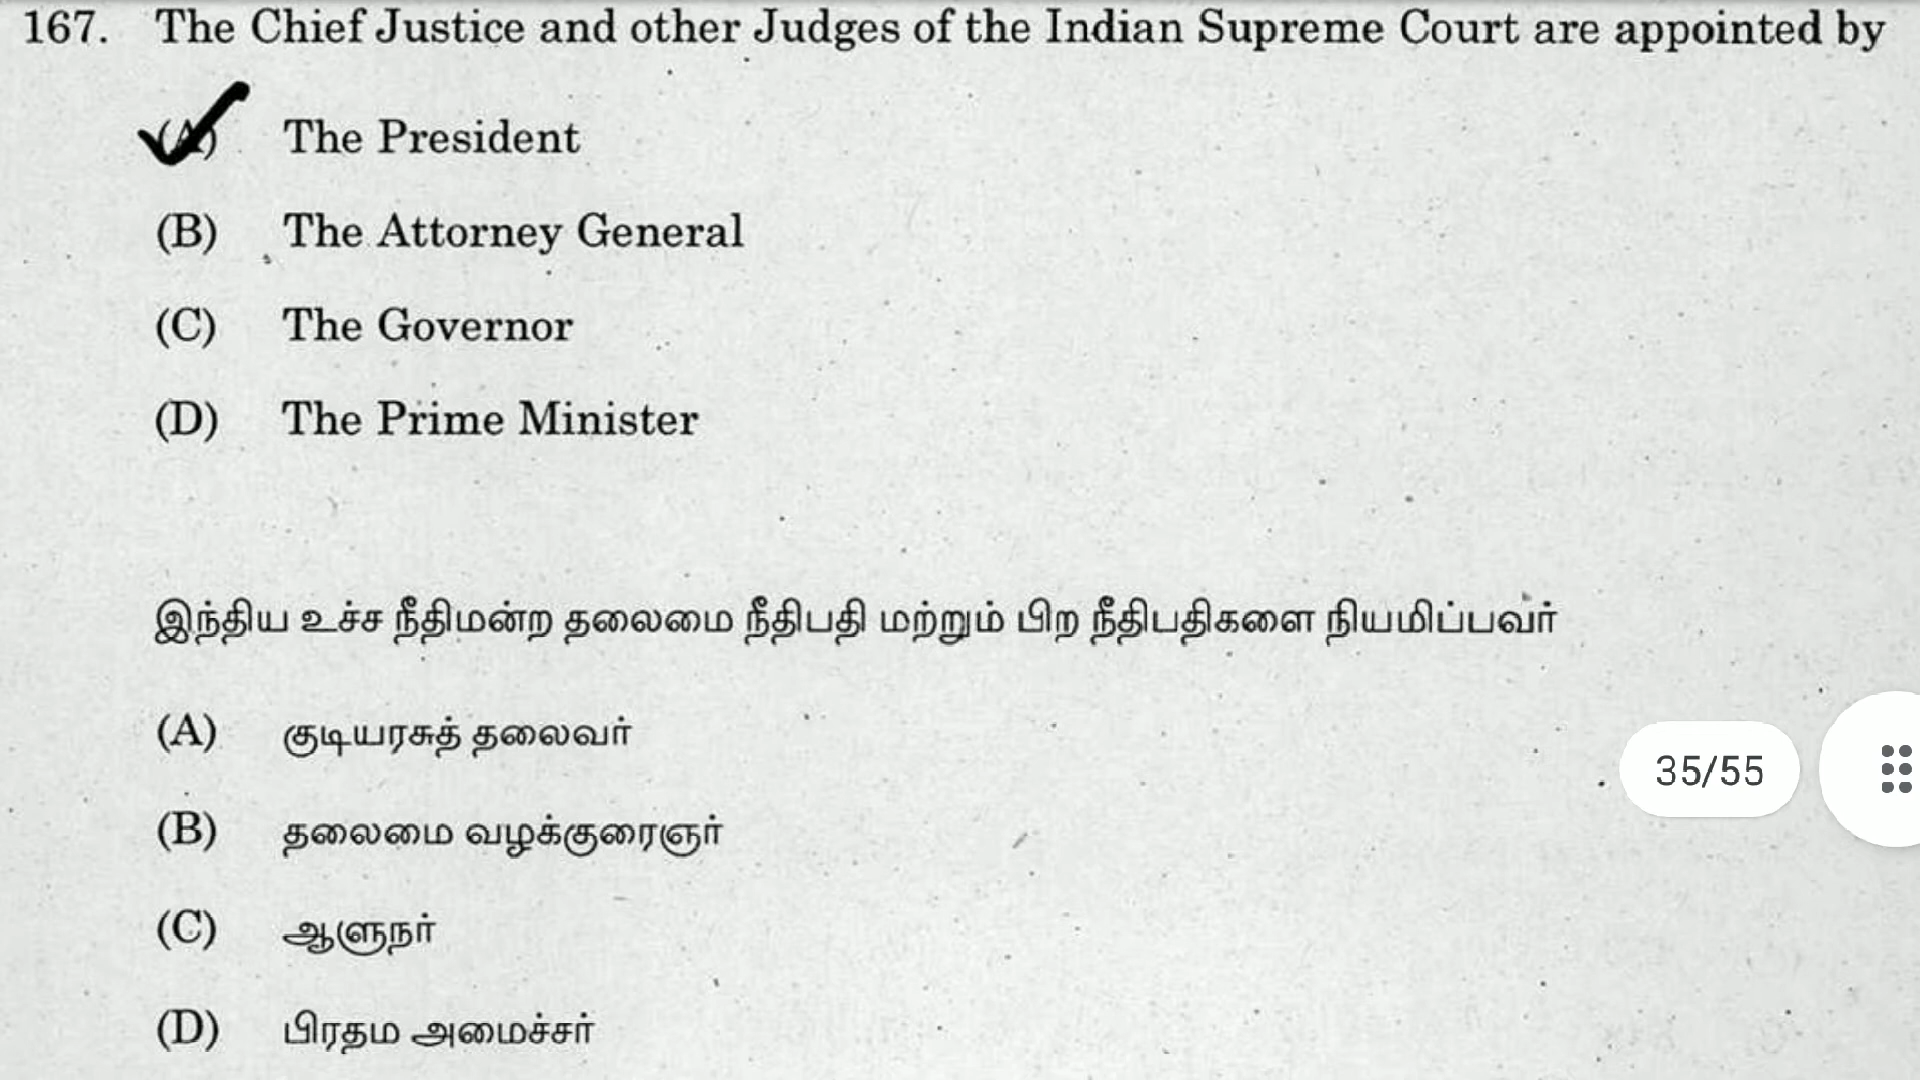 167. The Chief Justice and other Judges of the Indian Supreme Court are appointed by
(A) The President
(B) The Attorney General
(C) The Governor
(D) The Prime Minister
இந்திய உச்ச நீதிமன்ற தலைமை நீதிபதி மற்றும் பிற நீதிபதிகளை நியமிப்பவர்
(A) குடியரசுத் தலைவர்
35/55
(B) தலைமை வழக்குரைஞர்
(C) ஆளுநர்
(D) பிரதம அமைச்சர்